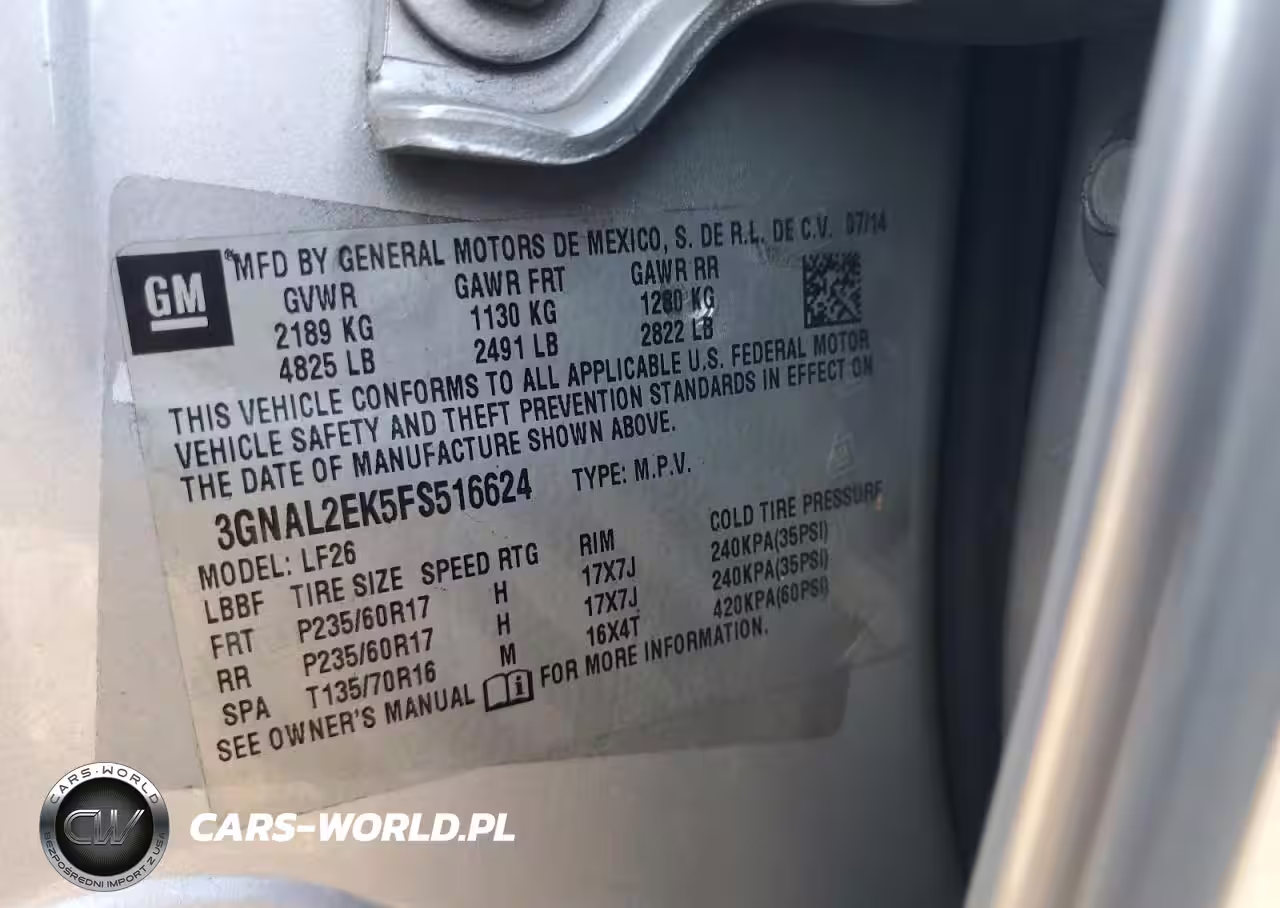 GM
® MFD BY GENERAL MOTORS DE MEXICO, S. DE R.L. DE C.V. 07/14
GVWR GAWR FRT GAWR RR
2189 KG 1130 KG 1280 KG
4825 LB 2491 LB 2822 LB
THIS VEHICLE CONFORMS TO ALL APPLICABLE U.S. FEDERAL MOTOR
VEHICLE SAFETY AND THEFT PREVENTION STANDARDS IN EFFECT ON
THE DATE OF MANUFACTURE SHOWN ABOVE.
3GNAL2EK5FS516624 TYPE: M.P.V.
MODEL: LF26
LBBF TIRE SIZE SPEED RTG RIM COLD TIRE PRESSURE
FRT P235/60R17 H 17X7J 240KPA(35PSI)
RR P235/60R17 H 17X7J 240KPA(35PSI)
SPA T135/70R16 M 16X4T 420KPA(60PSI)
SEE OWNER'S MANUAL FOR MORE INFORMATION.
CARS-WORLD
CW
BEZPOŚREDNI IMPORT Z USA
CARS-WORLD.PL